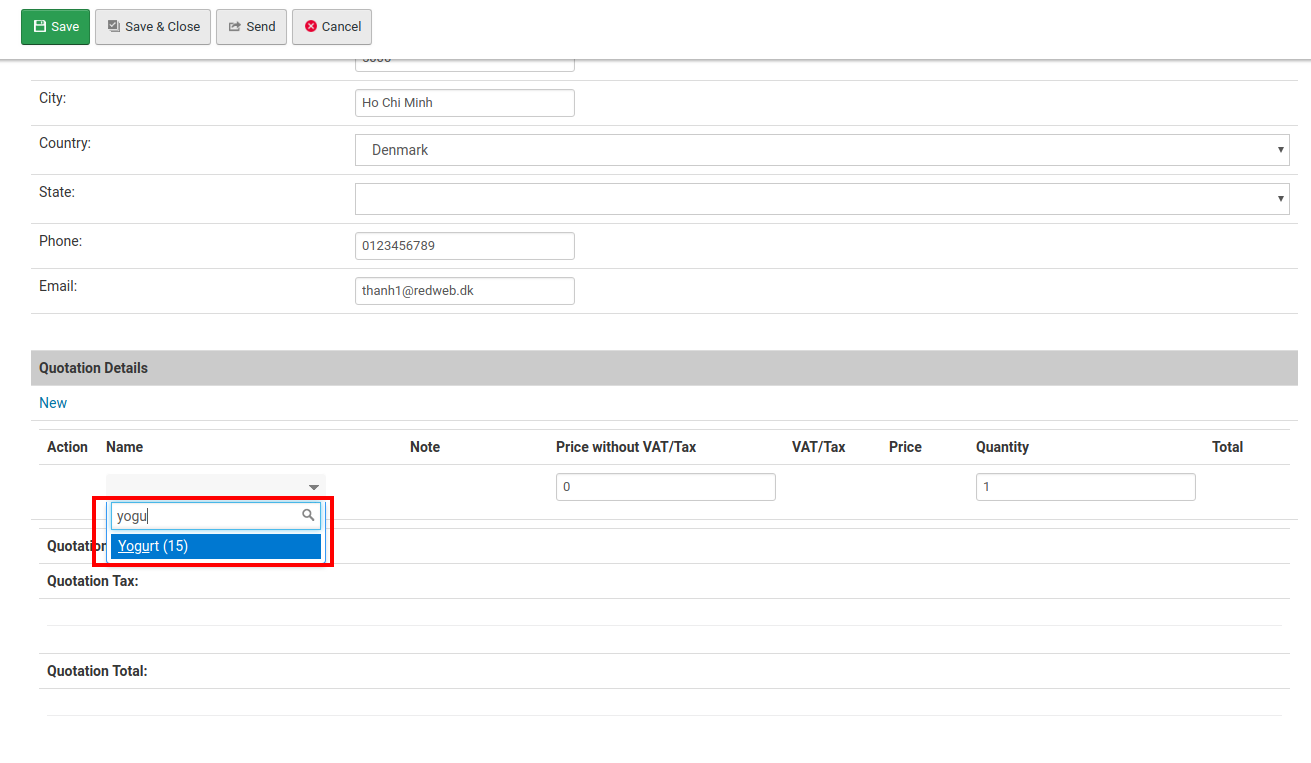 Save Save & Close Send Cancel
City: Ho Chi Minh
Country: Denmark
State:
Phone: 0123456789
Email: thanh1@redweb.dk
Quotation Details
New
Action Name Note Price without VAT/Tax VAT/Tax Price Quantity Total
0 1
yogu
Yogurt (15)
Quotation Tax:
Quotation Total: